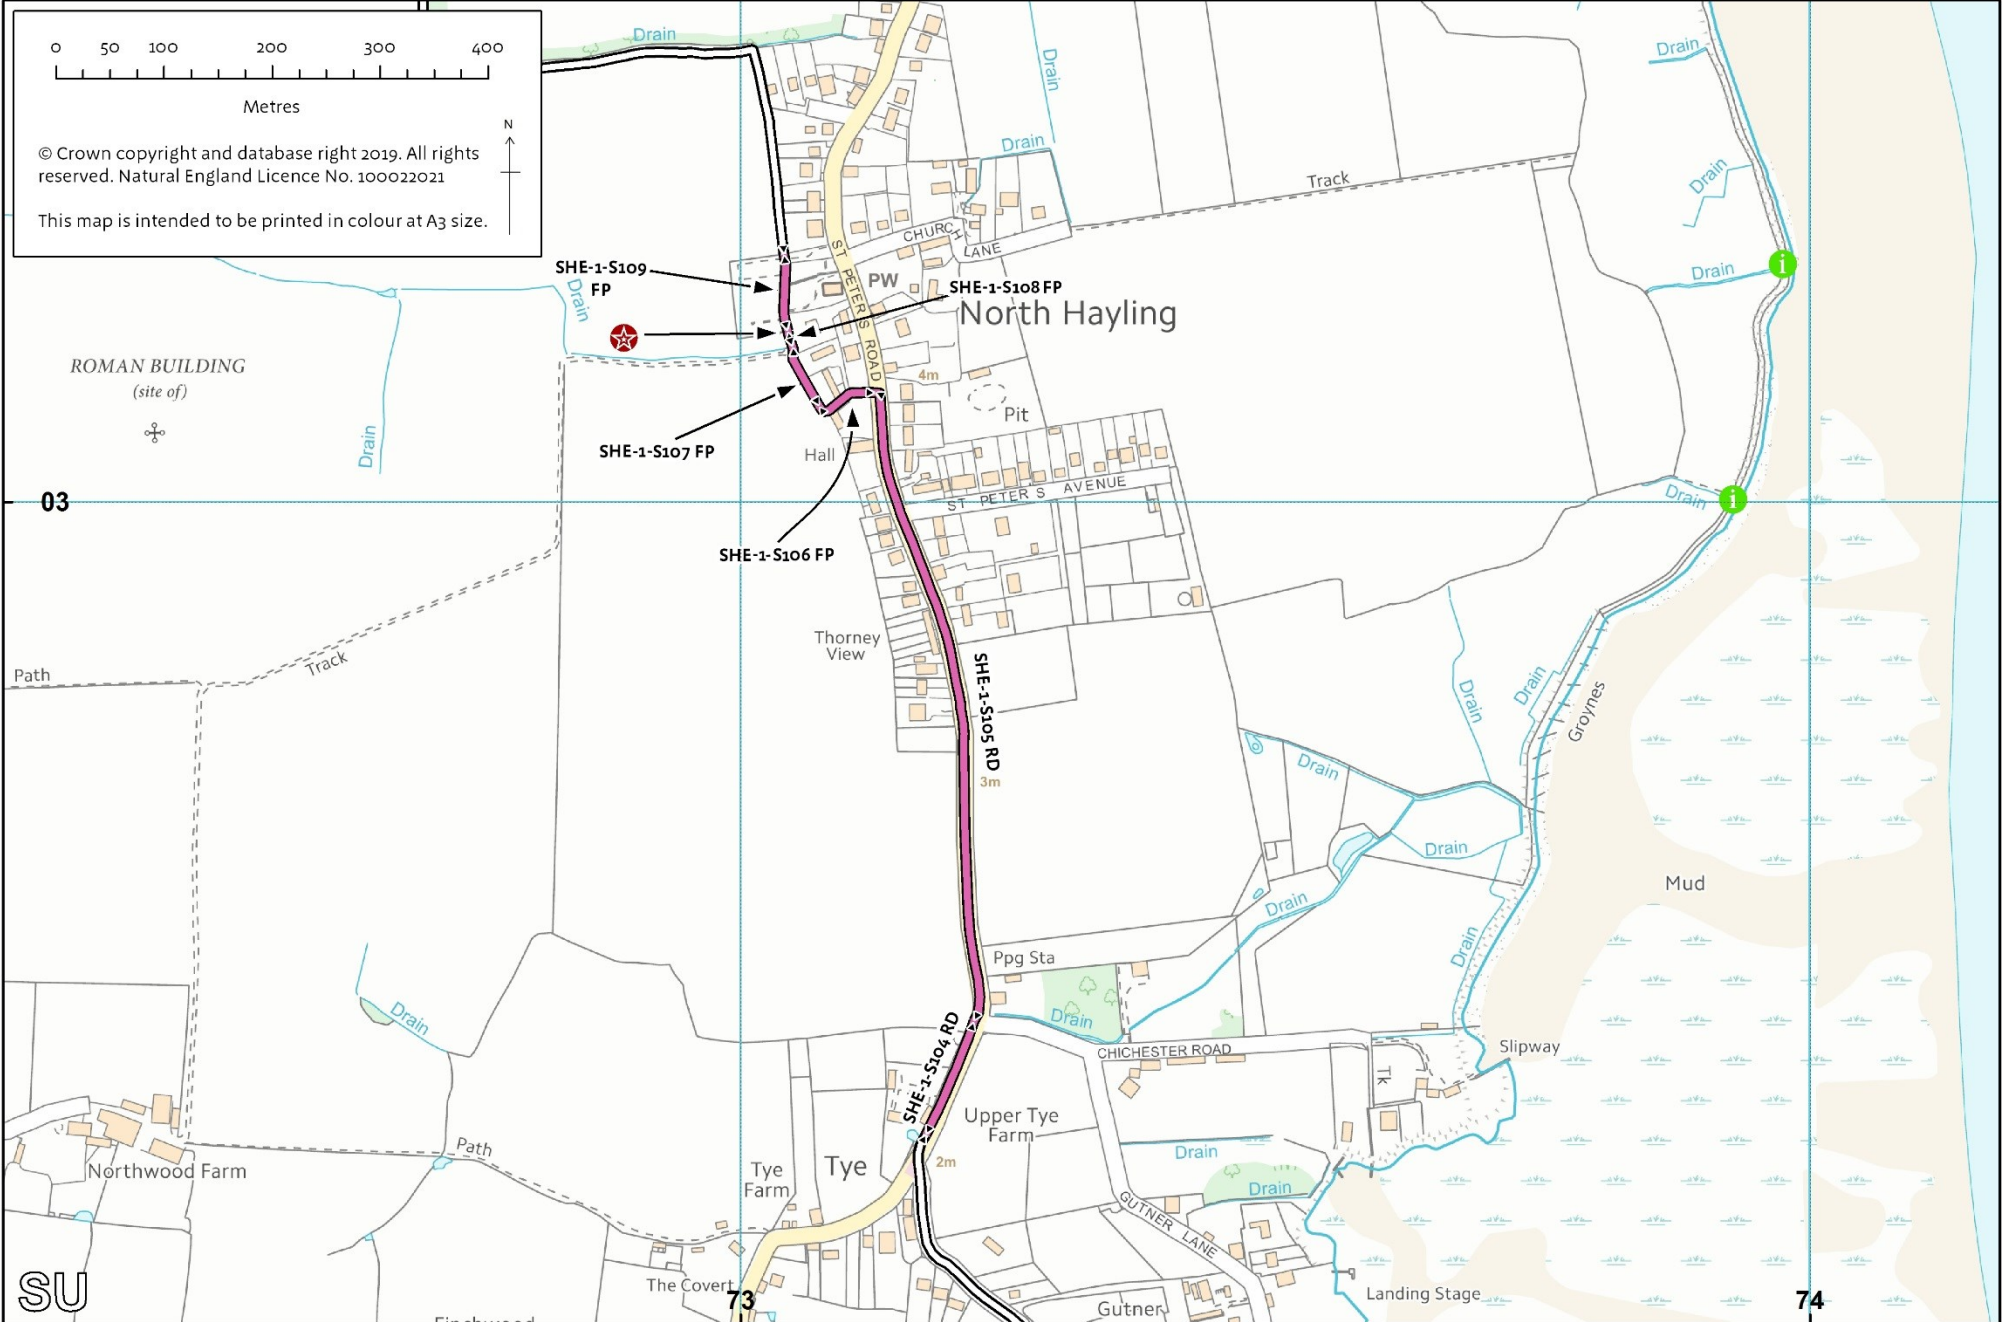 0 50 100 200 300 400
Metres
N
© Crown copyright and database right 2019. All rights
reserved. Natural England Licence No. 100022021
This map is intended to be printed in colour at A3 size.
Drain
Drain
Drain
Drain
Drain
Track
CHURCH
LANE
ST PETER S ROAD
PW
SHE-1-S109
FP
SHE-1-S108 FP
North Hayling
Drain
Drain
ROMAN BUILDING
(site of)
4m
Pit
SHE-1-S107 FP
Hall
Drain
ST PETER S AVENUE
Drain
03
SHE-1-S106 FP
Thorney
View
Path
Track
SHE-1-S105 RD
Drain
Drain
Groynes
3m
Drain
Drain
Mud
Drain
Drain
Ppg Sta
Drain
Drain
SHE-1-S104 RD
CHICHESTER ROAD
Slipway
Tk
Upper Tye
Farm
Northwood Farm
Path
Tye
Farm
Tye
2m
Drain
Drain
GUTNER LANE
The Covert
SU
73
Gutner
Landing Stage
74